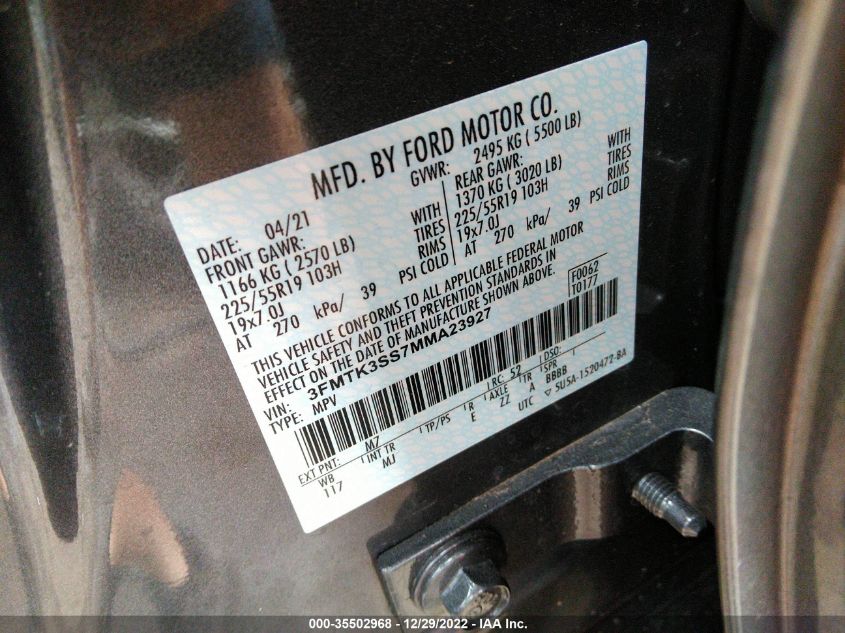 MFD. BY FORD MOTOR CO.
DATE: 04/21 GVWR: 2495 KG ( 5500 LB)
FRONT GAWR: REAR GAWR:
1166 KG ( 2570 LB) WITH 1370 KG ( 3020 LB) WITH
225/55R19 103H TIRES 225/55R19 103H TIRES
19x7.0J RIMS 19x7.0J RIMS
AT 270 kPa/ 39 PSI COLD AT 270 kPa/ 39 PSI COLD
THIS VEHICLE CONFORMS TO ALL APPLICABLE FEDERAL MOTOR
VEHICLE SAFETY AND THEFT PREVENTION STANDARDS IN
EFFECT ON THE DATE OF MANUFACTURE SHOWN ABOVE.
F0062
T0177
VIN: 3FMTK3SS7MMA23927
TYPE: MPV
EXT PNT: M7 RC: 52 DSO:
WB INT TR TP/PS R AXLE TR SPR
117 MJ E ZZ A BBBB
UTC 5U5A-1520472-BA
000-35502968 - 12/29/2022 - IAA Inc.